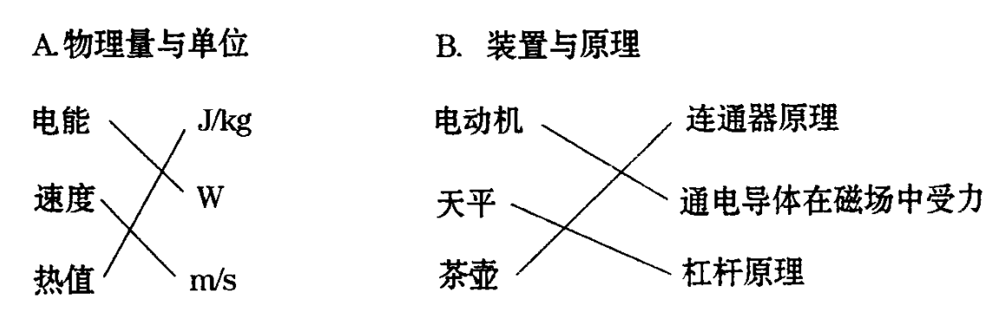 A.物理量与单位
电能 J/kg
速度 W
热值 m/s
B. 装置与原理
电动机 连通器原理
天平 通电导体在磁场中受力
茶壶 杠杆原理